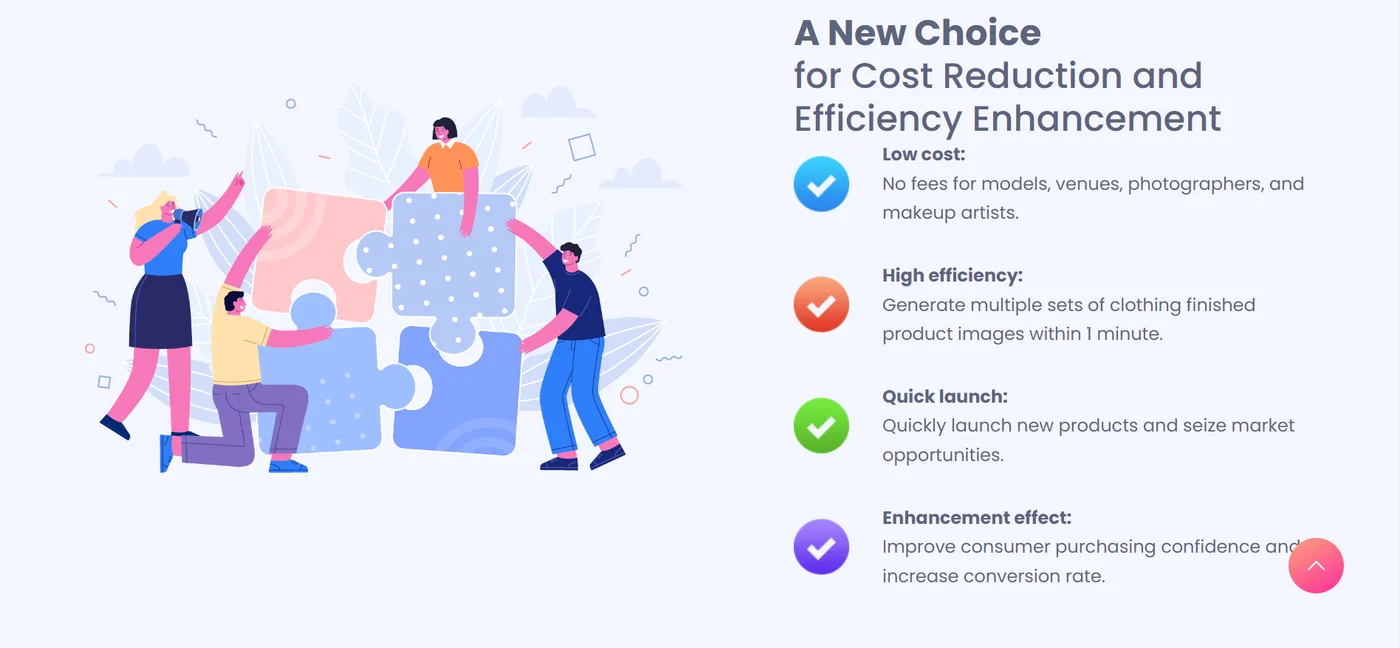 A New Choice
for Cost Reduction and
Efficiency Enhancement
Low cost:
No fees for models, venues, photographers, and
makeup artists.
High efficiency:
Generate multiple sets of clothing finished
product images within 1 minute.
Quick launch:
Quickly launch new products and seize market
opportunities.
Enhancement effect:
Improve consumer purchasing confidence and
increase conversion rate.